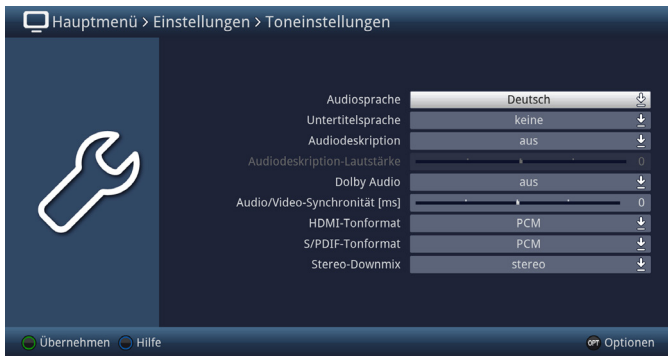 Hauptmenü > Einstellungen > Toneinstellungen
Audiosprache Deutsch
Untertitelsprache keine
Audiodeskription aus
Audiodeskription-Lautstärke 0
Dolby Audio aus
Audio/Video-Synchronität [ms] 0
HDMI-Tonformat PCM
S/PDIF-Tonformat PCM
Stereo-Downmix stereo
Übernehmen Hilfe OPT Optionen